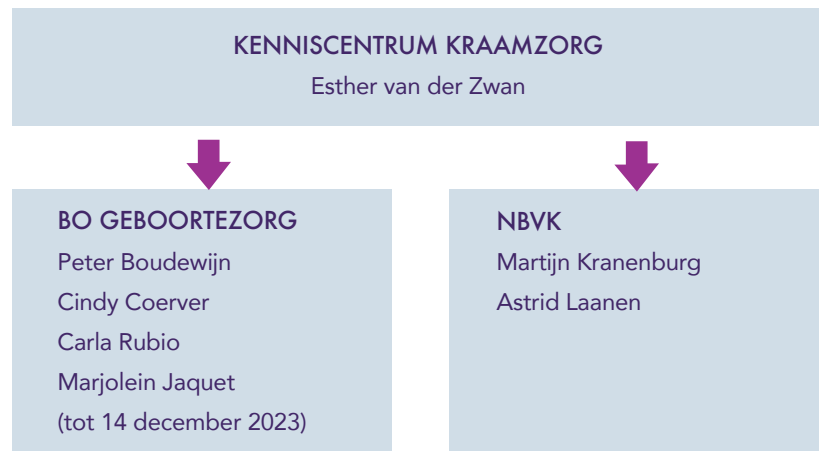 KENNISCENTRUM KRAAMZORG
Esther van der Zwan
BO GEBOORTEZORG
Peter Boudewijn
Cindy Coerver
Carla Rubio
Marjolein Jaquet
(tot 14 december 2023)
NBVK
Martijn Kranenburg
Astrid Laanen